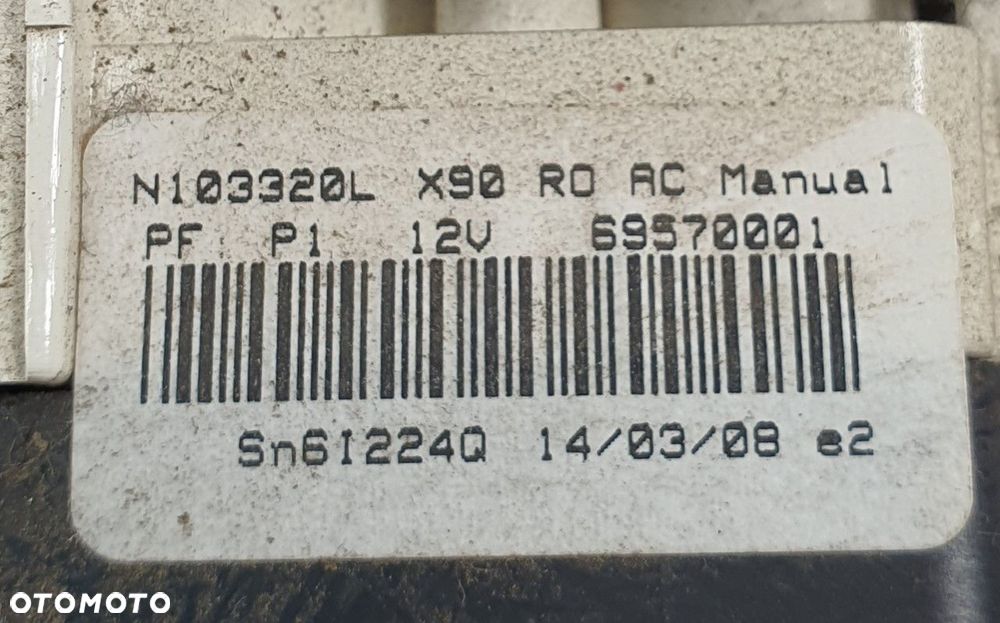 N103320L X90 RO AC Manual
PF P1 12V 69570001
Sn6I224Q 14/03/08 e2
OTOMOTO